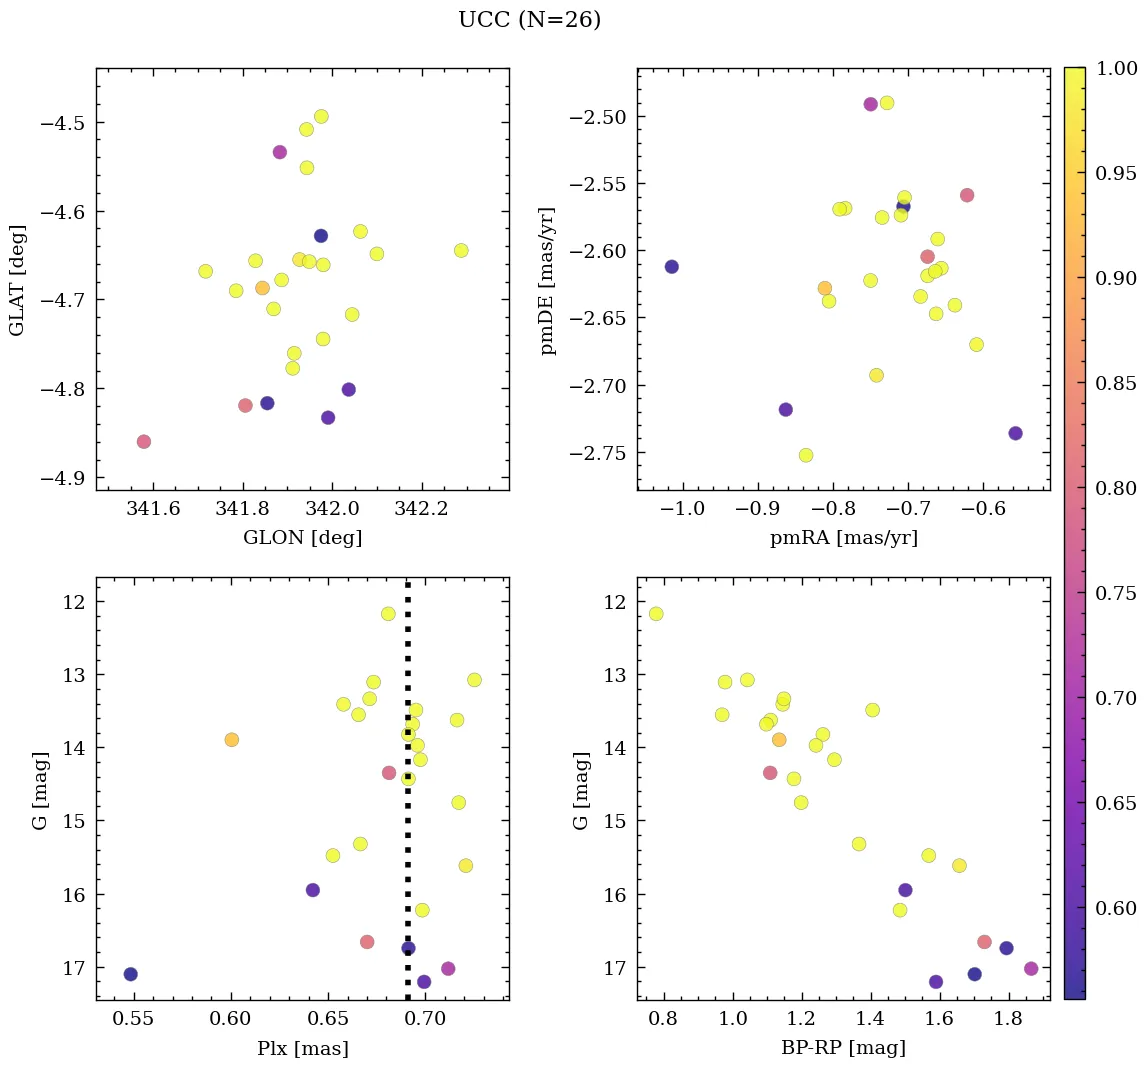 UCC (N=26)
−4.5
−4.6
−4.7
−4.8
−4.9
GLAT [deg]
341.6 341.8 342.0 342.2
GLON [deg]
−2.50
−2.55
−2.60
−2.65
−2.70
−2.75
pmDE [mas/yr]
−1.0 −0.9 −0.8 −0.7 −0.6
pmRA [mas/yr]
12
13
14
15
16
17
G [mag]
0.55 0.60 0.65 0.70
Plx [mas]
12
13
14
15
16
17
G [mag]
0.8 1.0 1.2 1.4 1.6 1.8
BP-RP [mag]
1.00
0.95
0.90
0.85
0.80
0.75
0.70
0.65
0.60